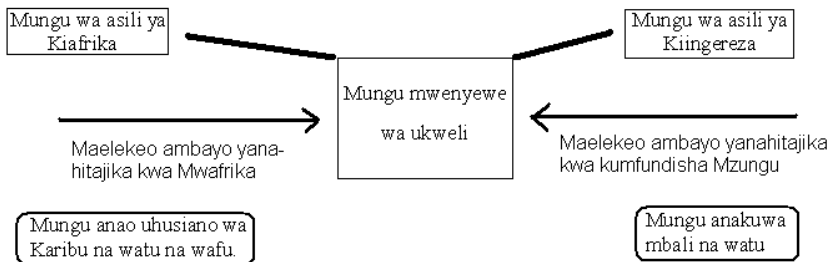 Mungu wa asili ya
Kiafrika
Mungu wa asili ya
Kiingereza
Mungu mwenyewe
wa ukweli
Maelekeo ambayo yana-
hitajika kwa Mwafrika
Maelekeo ambayo yanahitajika
kwa kumfundisha Mzungu
Mungu anao uhusiano wa
Karibu na watu na wafu.
Mungu anakuwa
mbali na watu